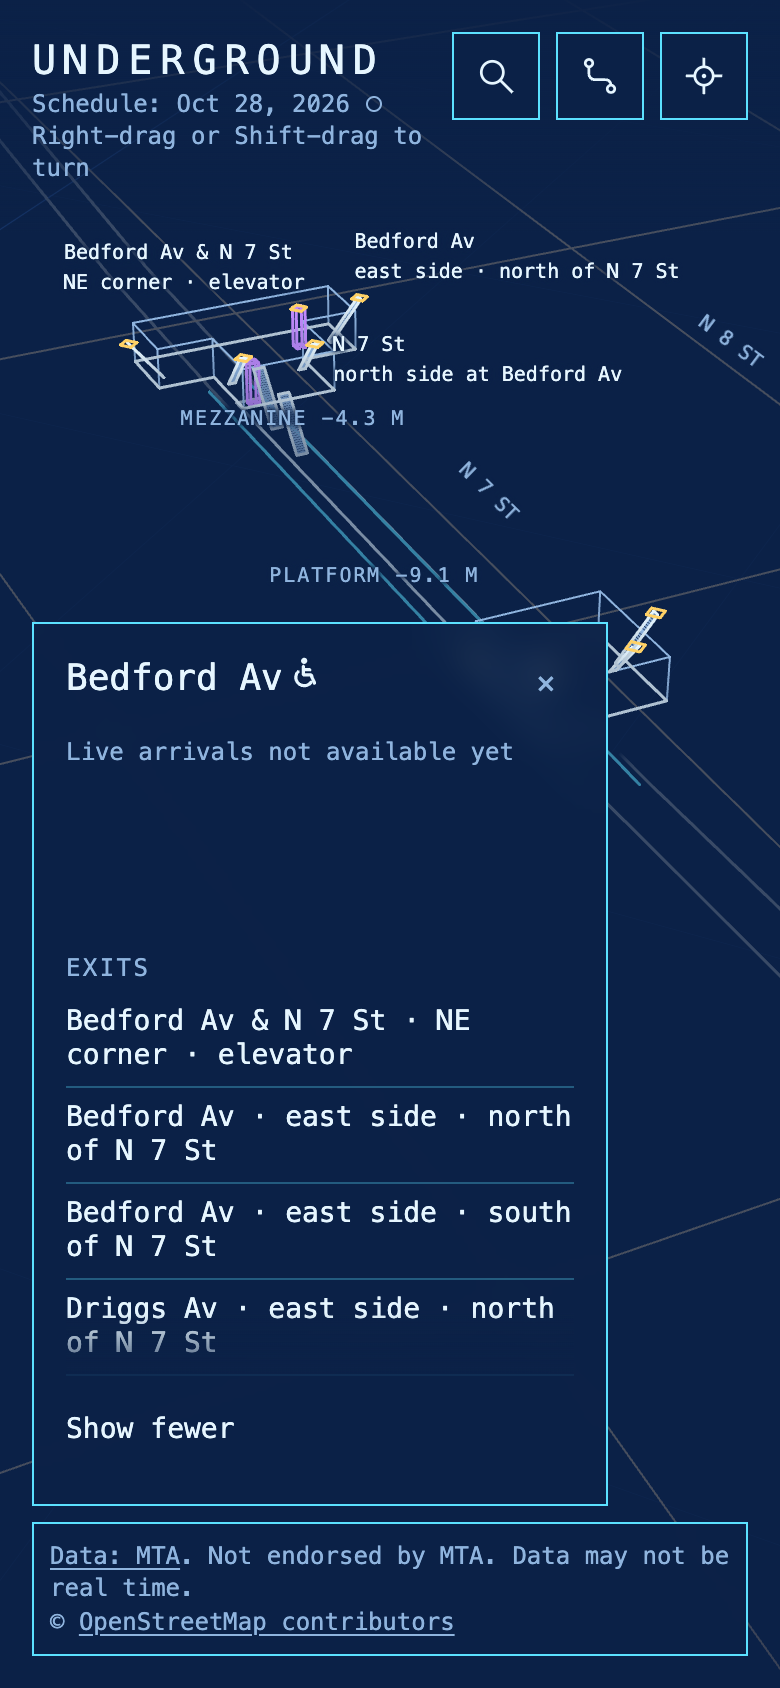 UNDERGROUND
Schedule: Oct 28, 2026
Right-drag or Shift-drag to
turn
Bedford Av & N 7 St
NE corner · elevator
Bedford Av
east side · north of N 7 St
N 8 ST
N 7 St
north side at Bedford Av
MEZZANINE -4.3 M
N 7 ST
PLATFORM -9.1 M
Bedford Av
×
Live arrivals not available yet
EXITS
Bedford Av & N 7 St · NE
corner · elevator
Bedford Av · east side · north
of N 7 St
Bedford Av · east side · south
of N 7 St
Driggs Av · east side · north
of N 7 St
Show fewer
Data: MTA. Not endorsed by MTA. Data may not be
real time.
© OpenStreetMap contributors